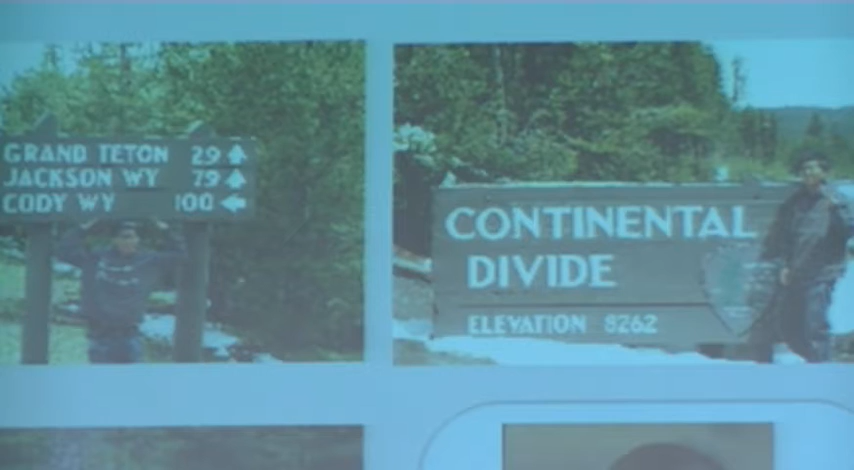 GRAND TETON 29
JACKSON WY 79
CODY WY 100
CONTINENTAL
DIVIDE
ELEVATION 8262